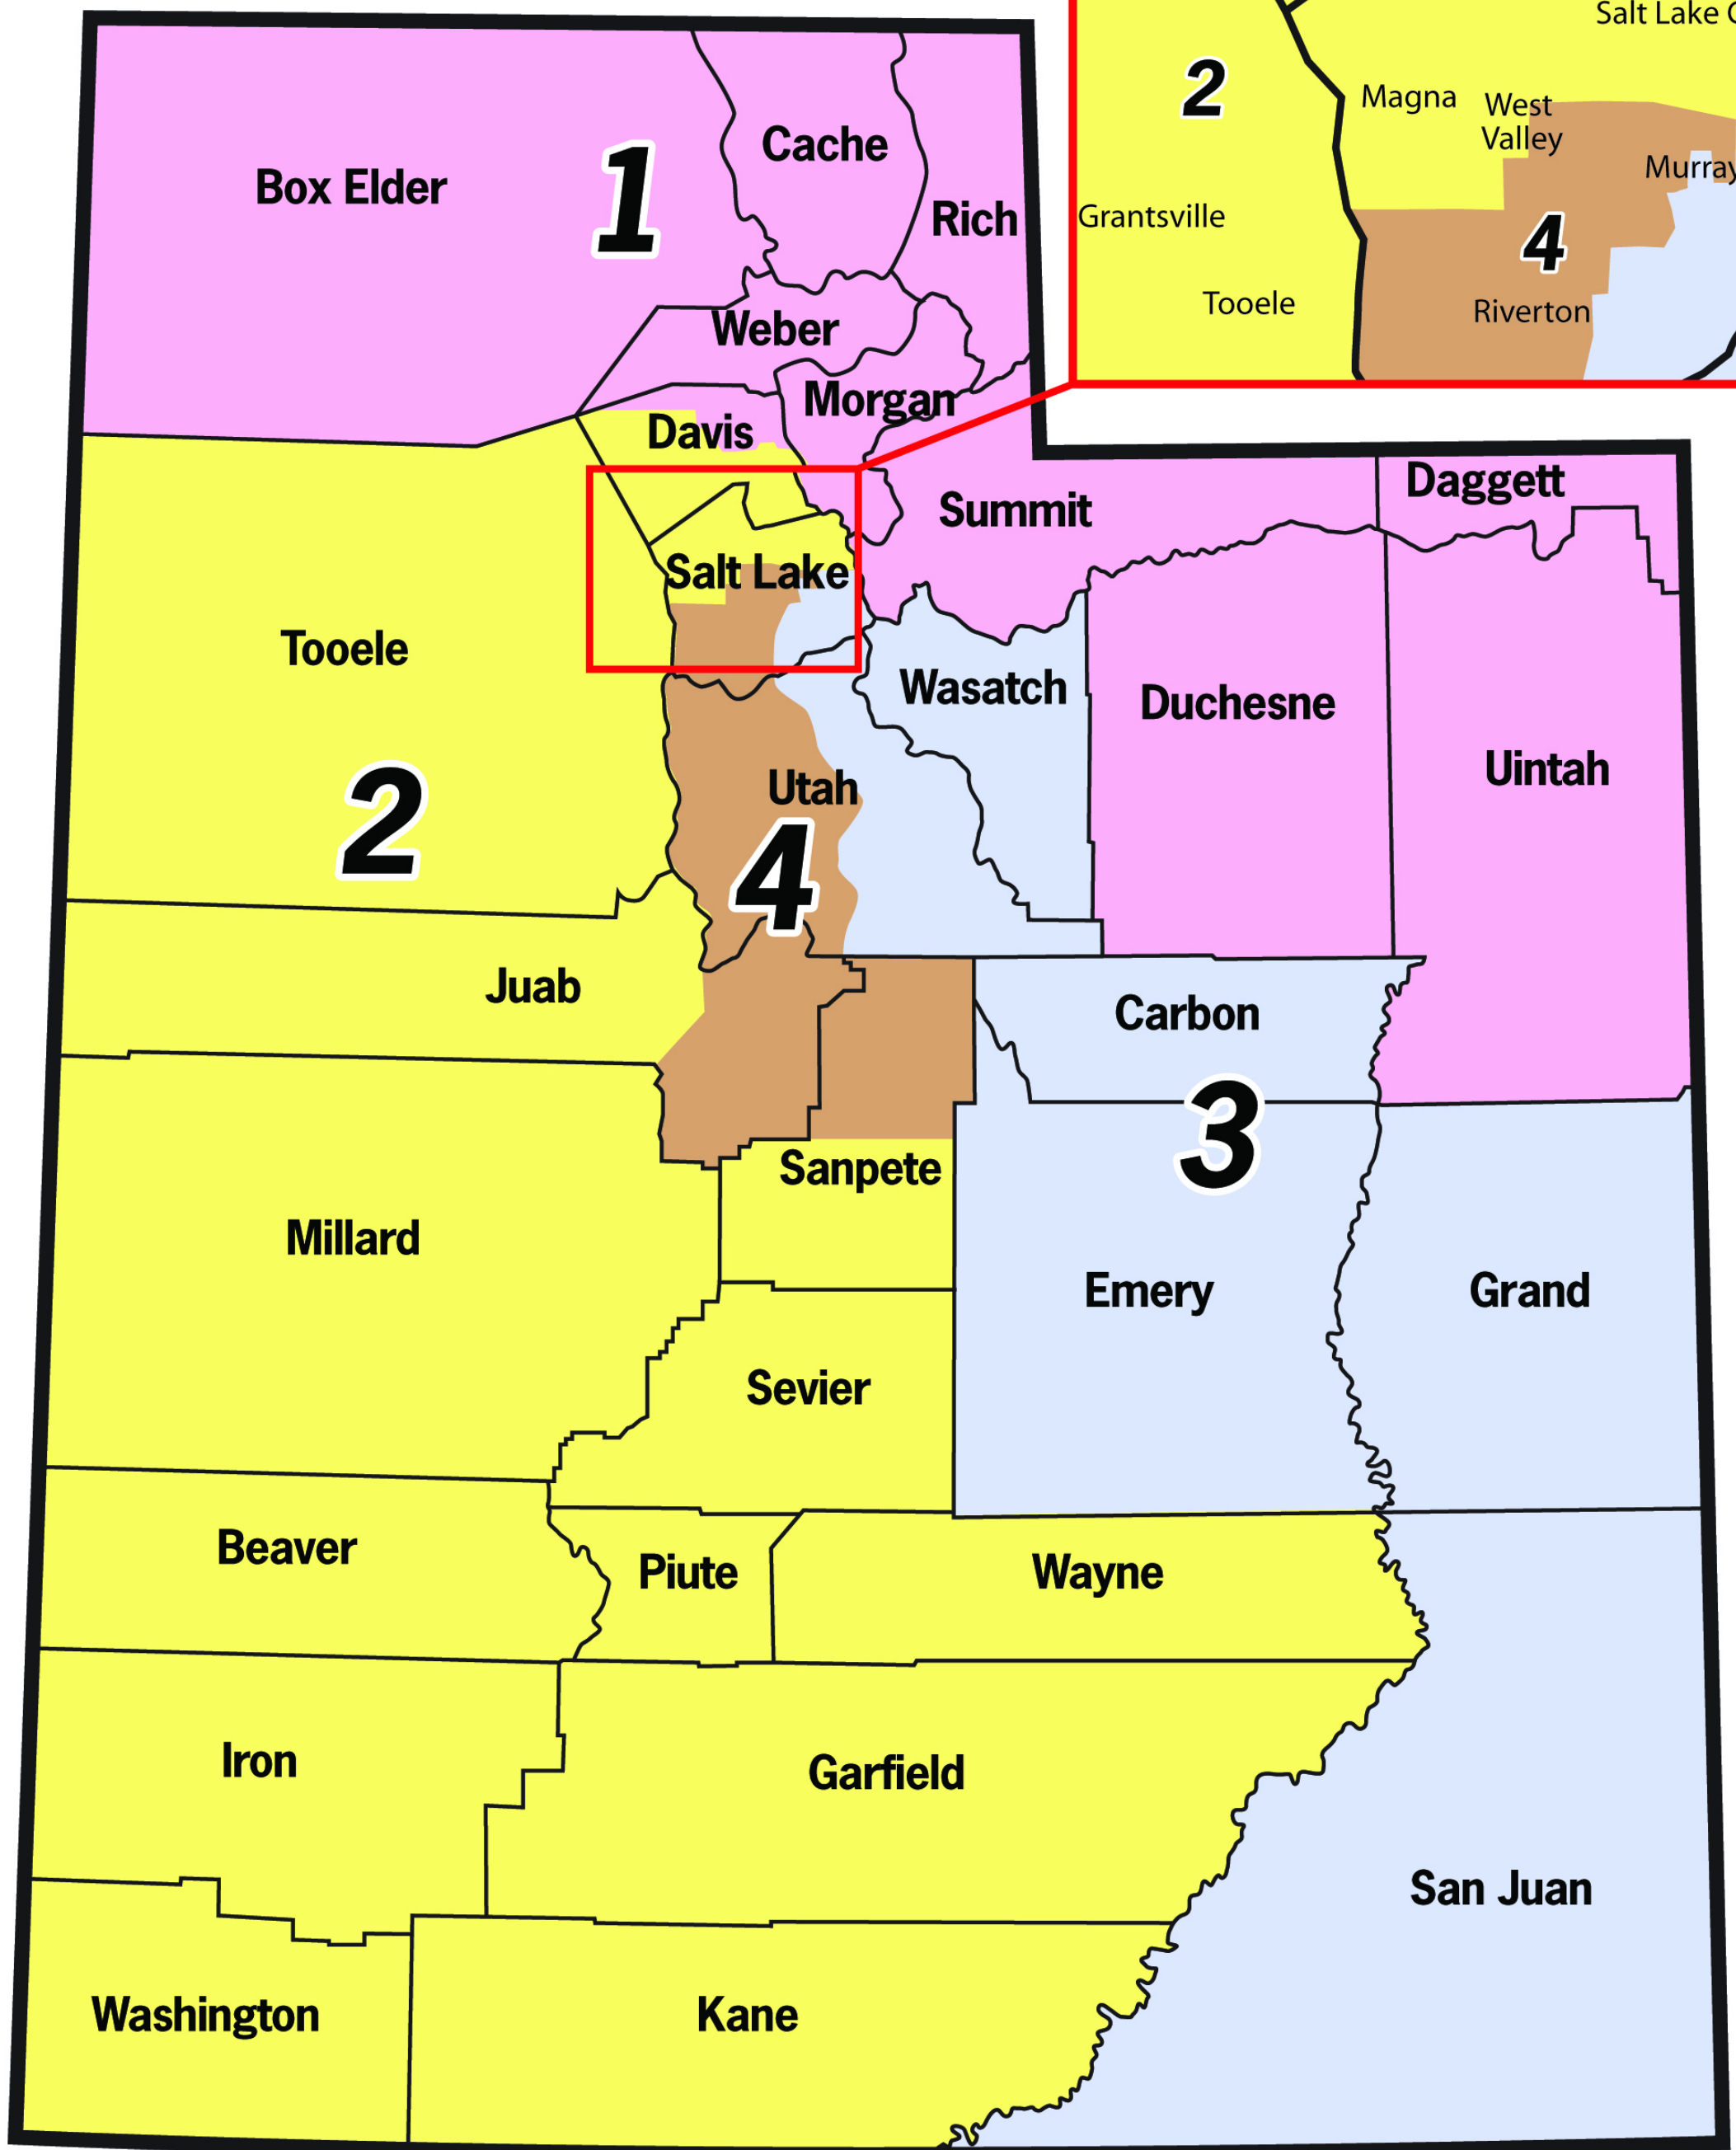 Salt Lake
2
Magna
West
Valley
Murray
Grantsville
4
Tooele
Riverton
Box Elder
1
Cache
Rich
Weber
Morgan
Davis
Summit
Daggett
Salt Lake
Tooele
Wasatch
Duchesne
Uintah
2
Utah
4
Juab
Carbon
3
Sanpete
Millard
Emery
Grand
Sevier
Beaver
Piute
Wayne
Iron
Garfield
San Juan
Washington
Kane